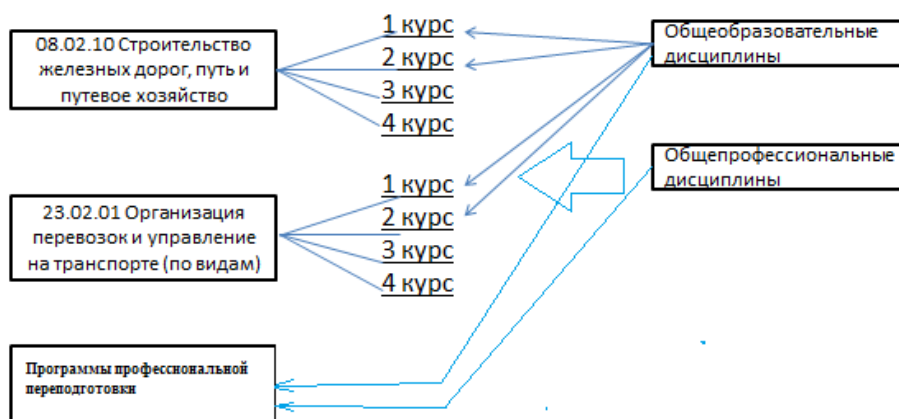 08.02.10 Строительство
железных дорог, путь и
путевое хозяйство
1 курс
2 курс
3 курс
4 курс
Общеобразовательные
дисциплины
Общепрофессиональные
дисциплины
23.02.01 Организация
перевозок и управление
на транспорте (по видам)
1 курс
2 курс
3 курс
4 курс
Программы профессиональной
переподготовки